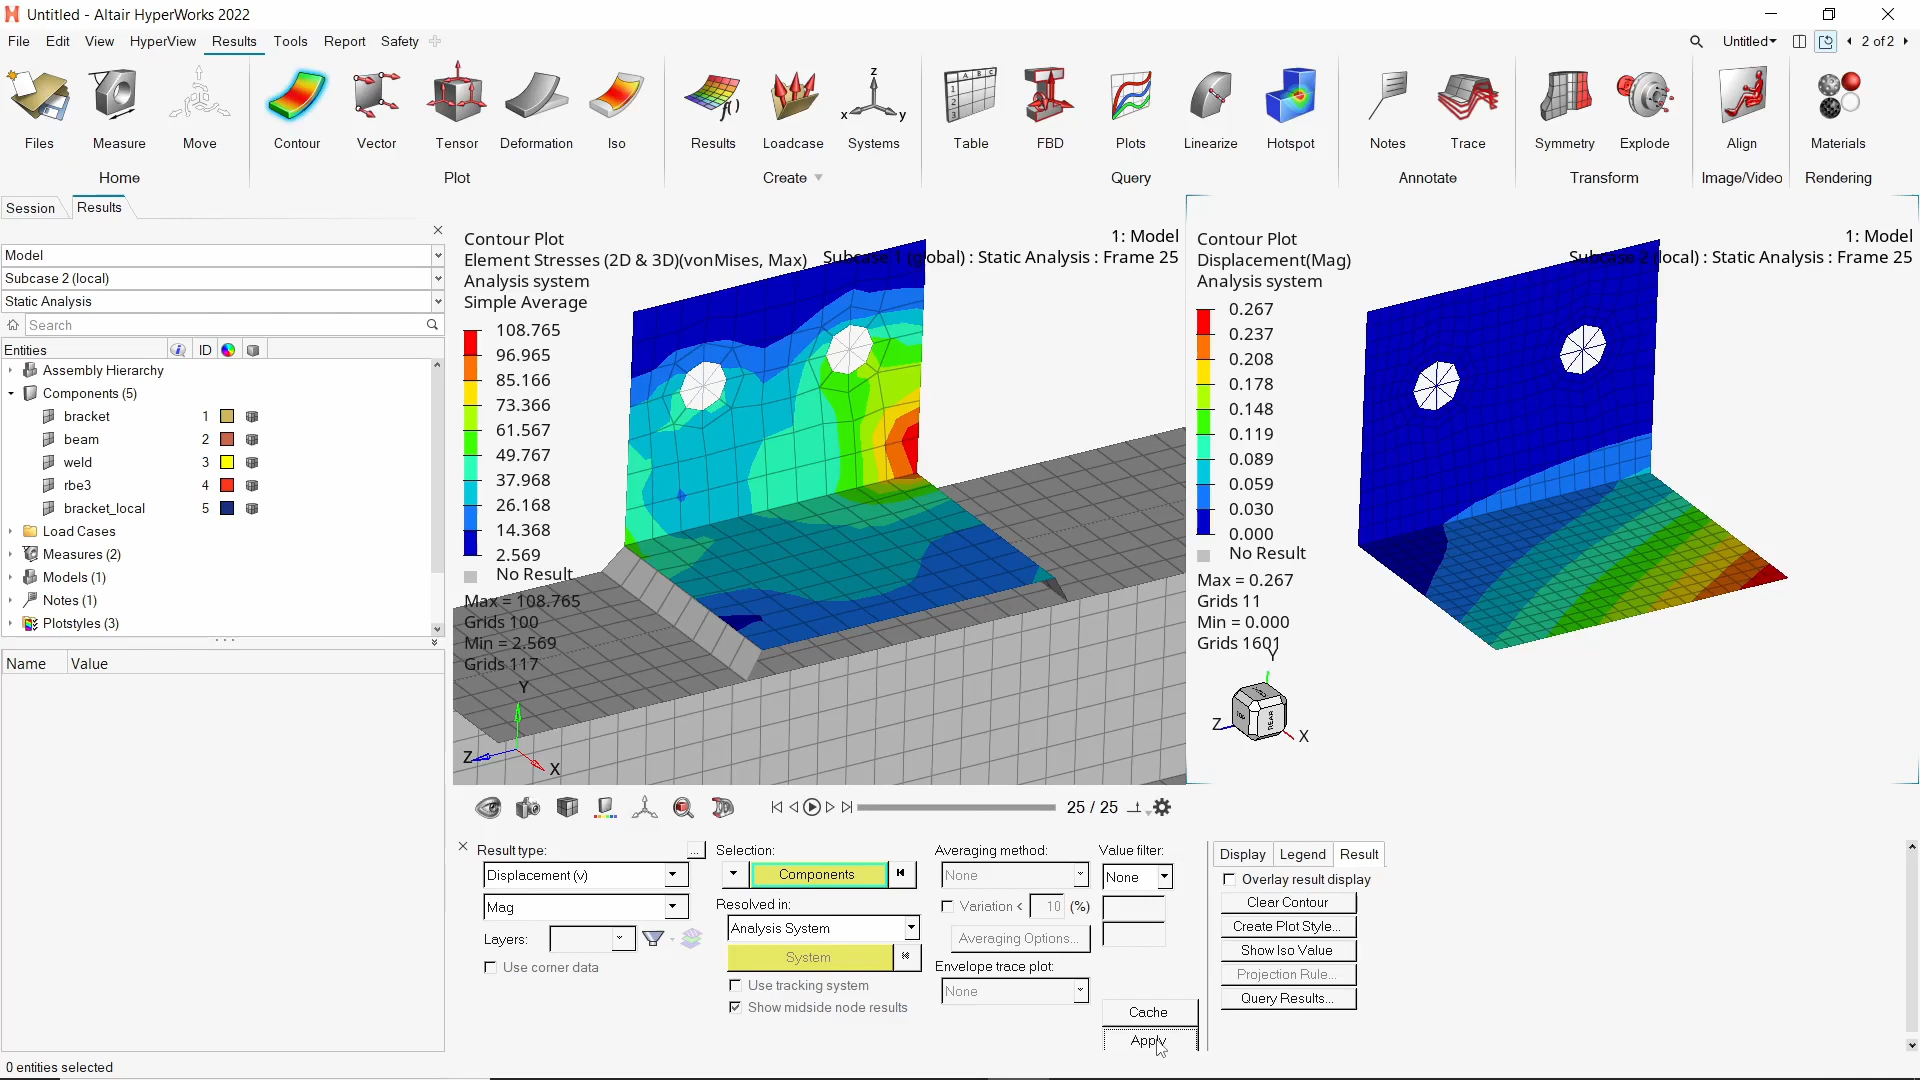 Untitled - Altair HyperWorks 2022
File Edit View HyperView Results Tools Report Safety
Untitled 2 of 2
Files Measure Move Contour Vector Tensor Deformation Iso Results Loadcase Systems Table FBD Plots Linearize Hotspot Notes Trace Symmetry Explode Align Materials
Home Plot Create Query Annotate Transform Image/Video Rendering
Session Results
Model
Subcase 2 (local)
Static Analysis
Search
Entities ID
Assembly Hierarchy
Components (5)
bracket 1
beam 2
weld 3
rbe3 4
bracket_local 5
Load Cases
Measures (2)
Models (1)
Notes (1)
Plotstyles (3)
Name Value
Contour Plot
Element Stresses (2D & 3D)(vonMises, Max)
Analysis system
Simple Average
1: Model
Subcase 1 (global) : Static Analysis : Frame 25
108.765
96.965
85.166
73.366
61.567
49.767
37.968
26.168
14.368
2.569
No Result
Max = 108.765
Grids 100
Min = 2.569
Grids 117
Y
Z
X
Contour Plot
Displacement(Mag)
Analysis system
1: Model
Subcase 2 (local) : Static Analysis : Frame 25
0.267
0.237
0.208
0.178
0.148
0.119
0.089
0.059
0.030
0.000
No Result
Max = 0.267
Grids 11
Min = 0.000
Grids 1601
Y
Z
X
TOP
REAR
25 / 25
Result type:
...
Displacement (v)
Mag
Layers:
Use corner data
Selection:
Components
Resolved in:
Analysis System
System
Use tracking system
Show midside node results
Averaging method:
None
Variation < 10 (%)
Averaging Options...
Envelope trace plot:
None
Value filter:
None
Cache
Apply
Display Legend Result
Overlay result display
Clear Contour
Create Plot Style...
Show Iso Value
Projection Rule...
Query Results...
0 entities selected